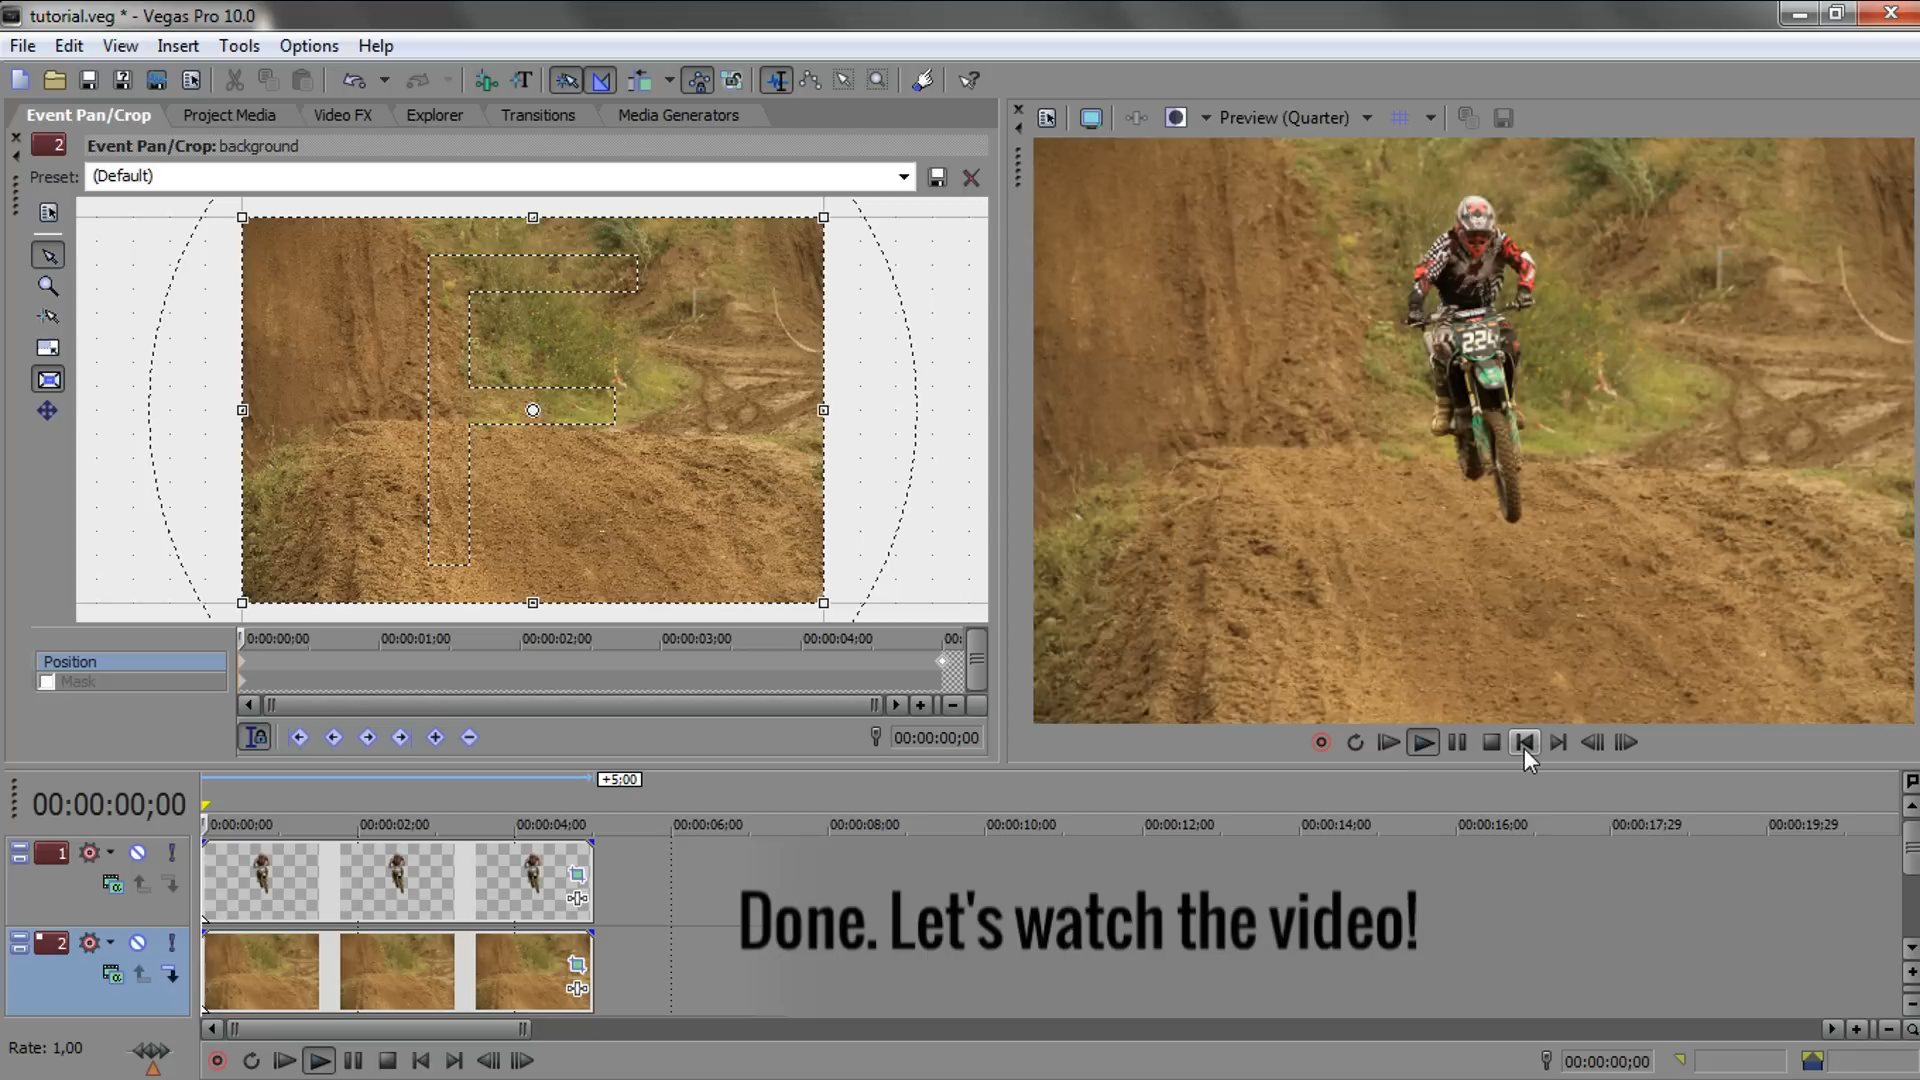 tutorial.veg * - Vegas Pro 10.0
File Edit View Insert Tools Options Help
Event Pan/Crop Project Media Video FX Explorer Transitions Media Generators
2 Event Pan/Crop: background
Preset: (Default)
Preview (Quarter)
224
0:00:00;00 00:00:01;00 00:00:02;00 00:00:03;00 00:00:04;00 00:
Position
Mask
00:00:00;00
+5;00
00:00:00;00
0:00:00;00 00:00:02;00 00:00:04;00 00:00:06;00 00:00:08;00 00:00:10;00 00:00:12;00 00:00:14;00 00:00:16;00 00:00:17;29 00:00:19;29
1
2
Done. Let's watch the video!
Rate: 1,00
00:00:00;00